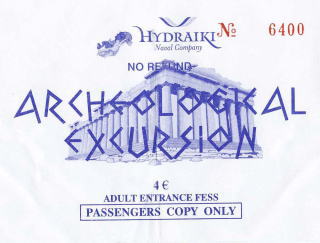 HYDRAIKI
Naval Company
№ 6400
NO REFUND
ARCHEOLOGICAL
EXCURSION
4 €
ADULT ENTRANCE FESS
PASSENGERS COPY ONLY